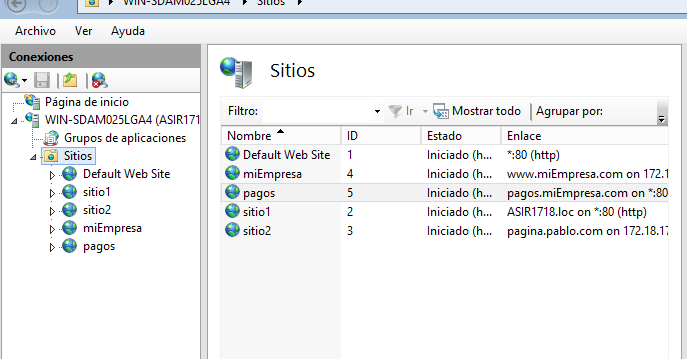 WIN-SDAM025LGA4 Sitios
Archivo Ver Ayuda
Conexiones
Página de inicio
WIN-SDAM025LGA4 (ASIR171
Grupos de aplicaciones
Sitios
Default Web Site
sitio1
sitio2
miEmpresa
pagos
Sitios
Filtro: Ir Mostrar todo Agrupar por:
Nombre ID Estado Enlace
Default Web Site 1 Iniciado (h... *:80 (http)
miEmpresa 4 Iniciado (h... www.miEmpresa.com on 172.1
pagos 5 Iniciado (h... pagos.miEmpresa.com on *:80
sitio1 2 Iniciado (h... ASIR1718.loc on *:80 (http)
sitio2 3 Iniciado (h... pagina.pablo.com on 172.18.17